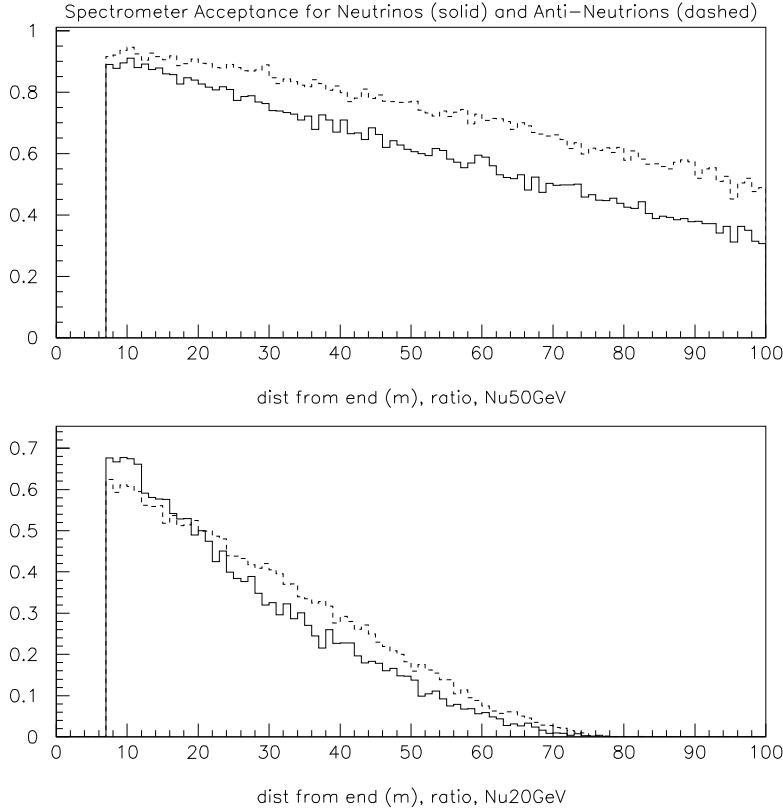 Spectrometer Acceptance for Neutrinos (solid) and Anti-Neutrions (dashed)
1
0.8
0.6
0.4
0.2
0
0 10 20 30 40 50 60 70 80 90 100
dist from end (m), ratio, Nu50GeV
0.7
0.6
0.5
0.4
0.3
0.2
0.1
0
0 10 20 30 40 50 60 70 80 90 100
dist from end (m), ratio, Nu20GeV